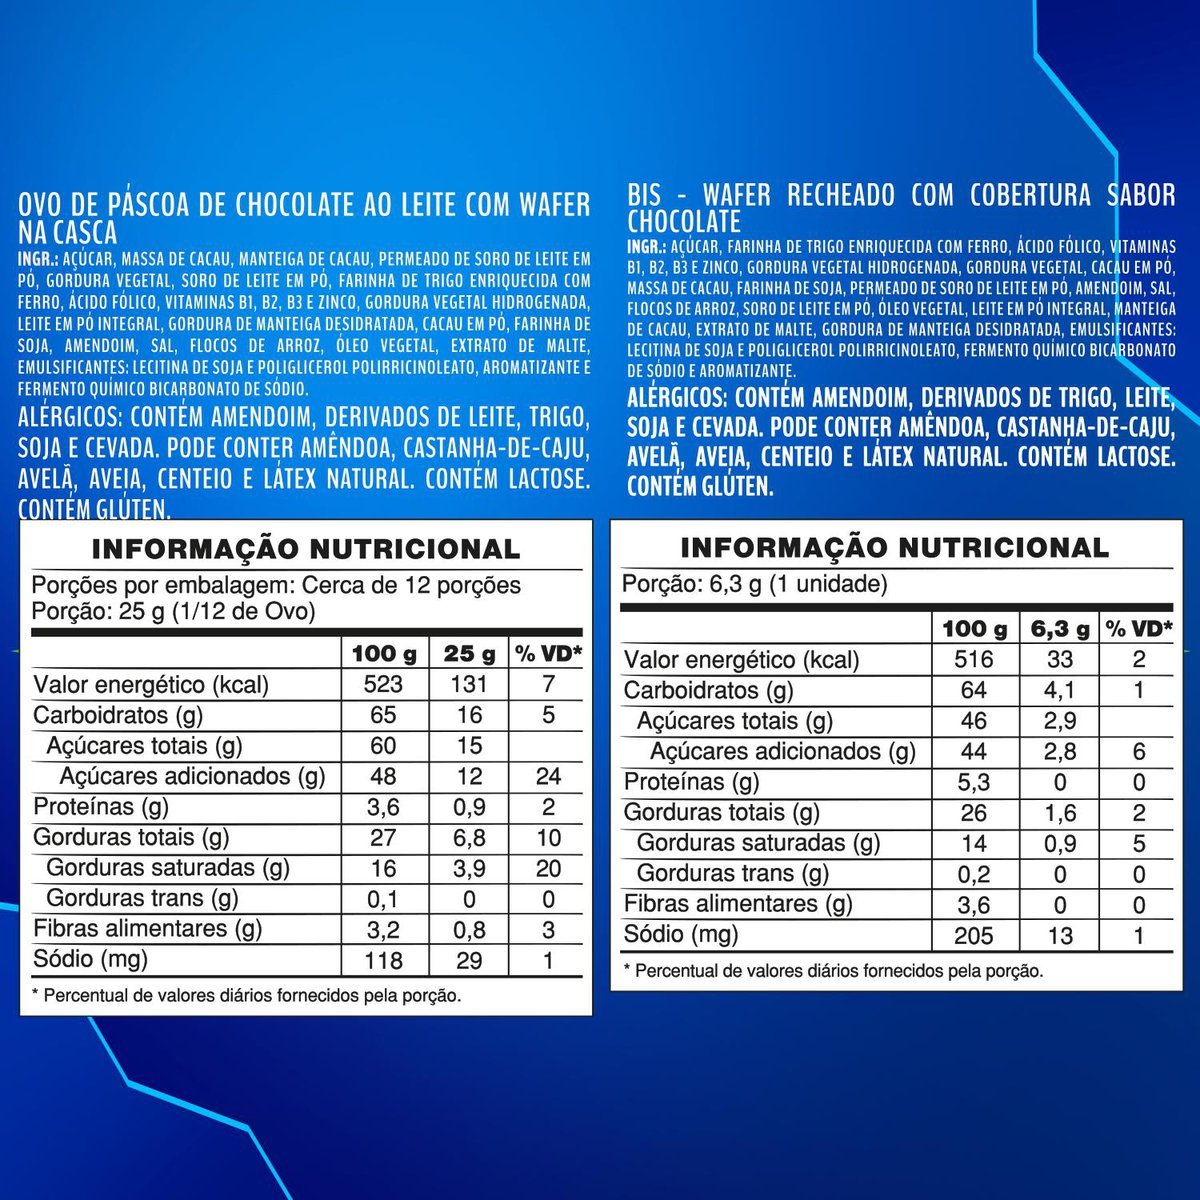 OVO DE PÁSCOA DE CHOCOLATE AO LEITE COM WAFER
NA CASCA
INGR.: AÇÚCAR, MASSA DE CACAU, MANTEIGA DE CACAU, PERMEADO DE SORO DE LEITE EM
PÓ, GORDURA VEGETAL, SORO DE LEITE EM PÓ, FARINHA DE TRIGO ENRIQUECIDA COM
FERRO, ÁCIDO FÓLICO, VITAMINAS B1, B2, B3 E ZINCO, GORDURA VEGETAL HIDROGENADA,
LEITE EM PÓ INTEGRAL, GORDURA DE MANTEIGA DESIDRATADA, CACAU EM PÓ, FARINHA DE
SOJA, AMENDOIM, SAL, FLOCOS DE ARROZ, ÓLEO VEGETAL, EXTRATO DE MALTE,
EMULSIFICANTES: LECITINA DE SOJA E POLIGLICEROL POLIRRICINOLEATO, AROMATIZANTE E
FERMENTO QUÍMICO BICARBONATO DE SÓDIO.
ALÉRGICOS: CONTÉM AMENDOIM, DERIVADOS DE LEITE, TRIGO,
SOJA E CEVADA. PODE CONTER AMÊNDOA, CASTANHA-DE-CAJU,
AVELÃ, AVEIA, CENTEIO E LÁTEX NATURAL. CONTÉM LACTOSE.
CONTÉM GLÚTEN.
INFORMAÇÃO NUTRICIONAL
Porções por embalagem: Cerca de 12 porções
Porção: 25 g (1/12 de Ovo)
100 g 25 g % VD*
Valor energético (kcal) 523 131 7
Carboidratos (g) 65 16 5
Açúcares totais (g) 60 15
Açúcares adicionados (g) 48 12 24
Proteínas (g) 3,6 0,9 2
Gorduras totais (g) 27 6,8 10
Gorduras saturadas (g) 16 3,9 20
Gorduras trans (g) 0,1 0 0
Fibras alimentares (g) 3,2 0,8 3
Sódio (mg) 118 29 1
* Percentual de valores diários fornecidos pela porção.
BIS - WAFER RECHEADO COM COBERTURA SABOR
CHOCOLATE
INGR.: AÇÚCAR, FARINHA DE TRIGO ENRIQUECIDA COM FERRO, ÁCIDO FÓLICO, VITAMINAS
B1, B2, B3 E ZINCO, GORDURA VEGETAL HIDROGENADA, GORDURA VEGETAL, CACAU EM PÓ,
MASSA DE CACAU, FARINHA DE SOJA, PERMEADO DE SORO DE LEITE EM PÓ, AMENDOIM, SAL,
FLOCOS DE ARROZ, SORO DE LEITE EM PÓ, ÓLEO VEGETAL, LEITE EM PÓ INTEGRAL, MANTEIGA
DE CACAU, EXTRATO DE MALTE, GORDURA DE MANTEIGA DESIDRATADA, EMULSIFICANTES:
LECITINA DE SOJA E POLIGLICEROL POLIRRICINOLEATO, FERMENTO QUÍMICO BICARBONATO
DE SÓDIO E AROMATIZANTE.
ALÉRGICOS: CONTÉM AMENDOIM, DERIVADOS DE TRIGO, LEITE,
SOJA E CEVADA. PODE CONTER AMÊNDOA, CASTANHA-DE-CAJU,
AVELÃ, AVEIA, CENTEIO E LÁTEX NATURAL. CONTÉM LACTOSE.
CONTÉM GLÚTEN.
INFORMAÇÃO NUTRICIONAL
Porção: 6,3 g (1 unidade)
100 g 6,3 g % VD*
Valor energético (kcal) 516 33 2
Carboidratos (g) 64 4,1 1
Açúcares totais (g) 46 2,9
Açúcares adicionados (g) 44 2,8 6
Proteínas (g) 5,3 0 0
Gorduras totais (g) 26 1,6 2
Gorduras saturadas (g) 14 0,9 5
Gorduras trans (g) 0,2 0 0
Fibras alimentares (g) 3,6 0 0
Sódio (mg) 205 13 1
* Percentual de valores diários fornecidos pela porção.